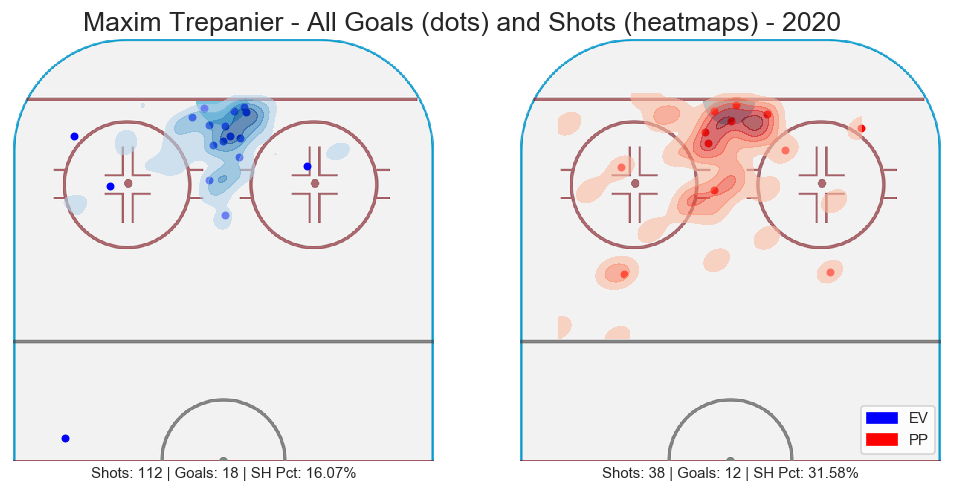 Maxim Trepanier - All Goals (dots) and Shots (heatmaps) - 2020
EV
PP
Shots: 112 | Goals: 18 | SH Pct: 16.07%
Shots: 38 | Goals: 12 | SH Pct: 31.58%